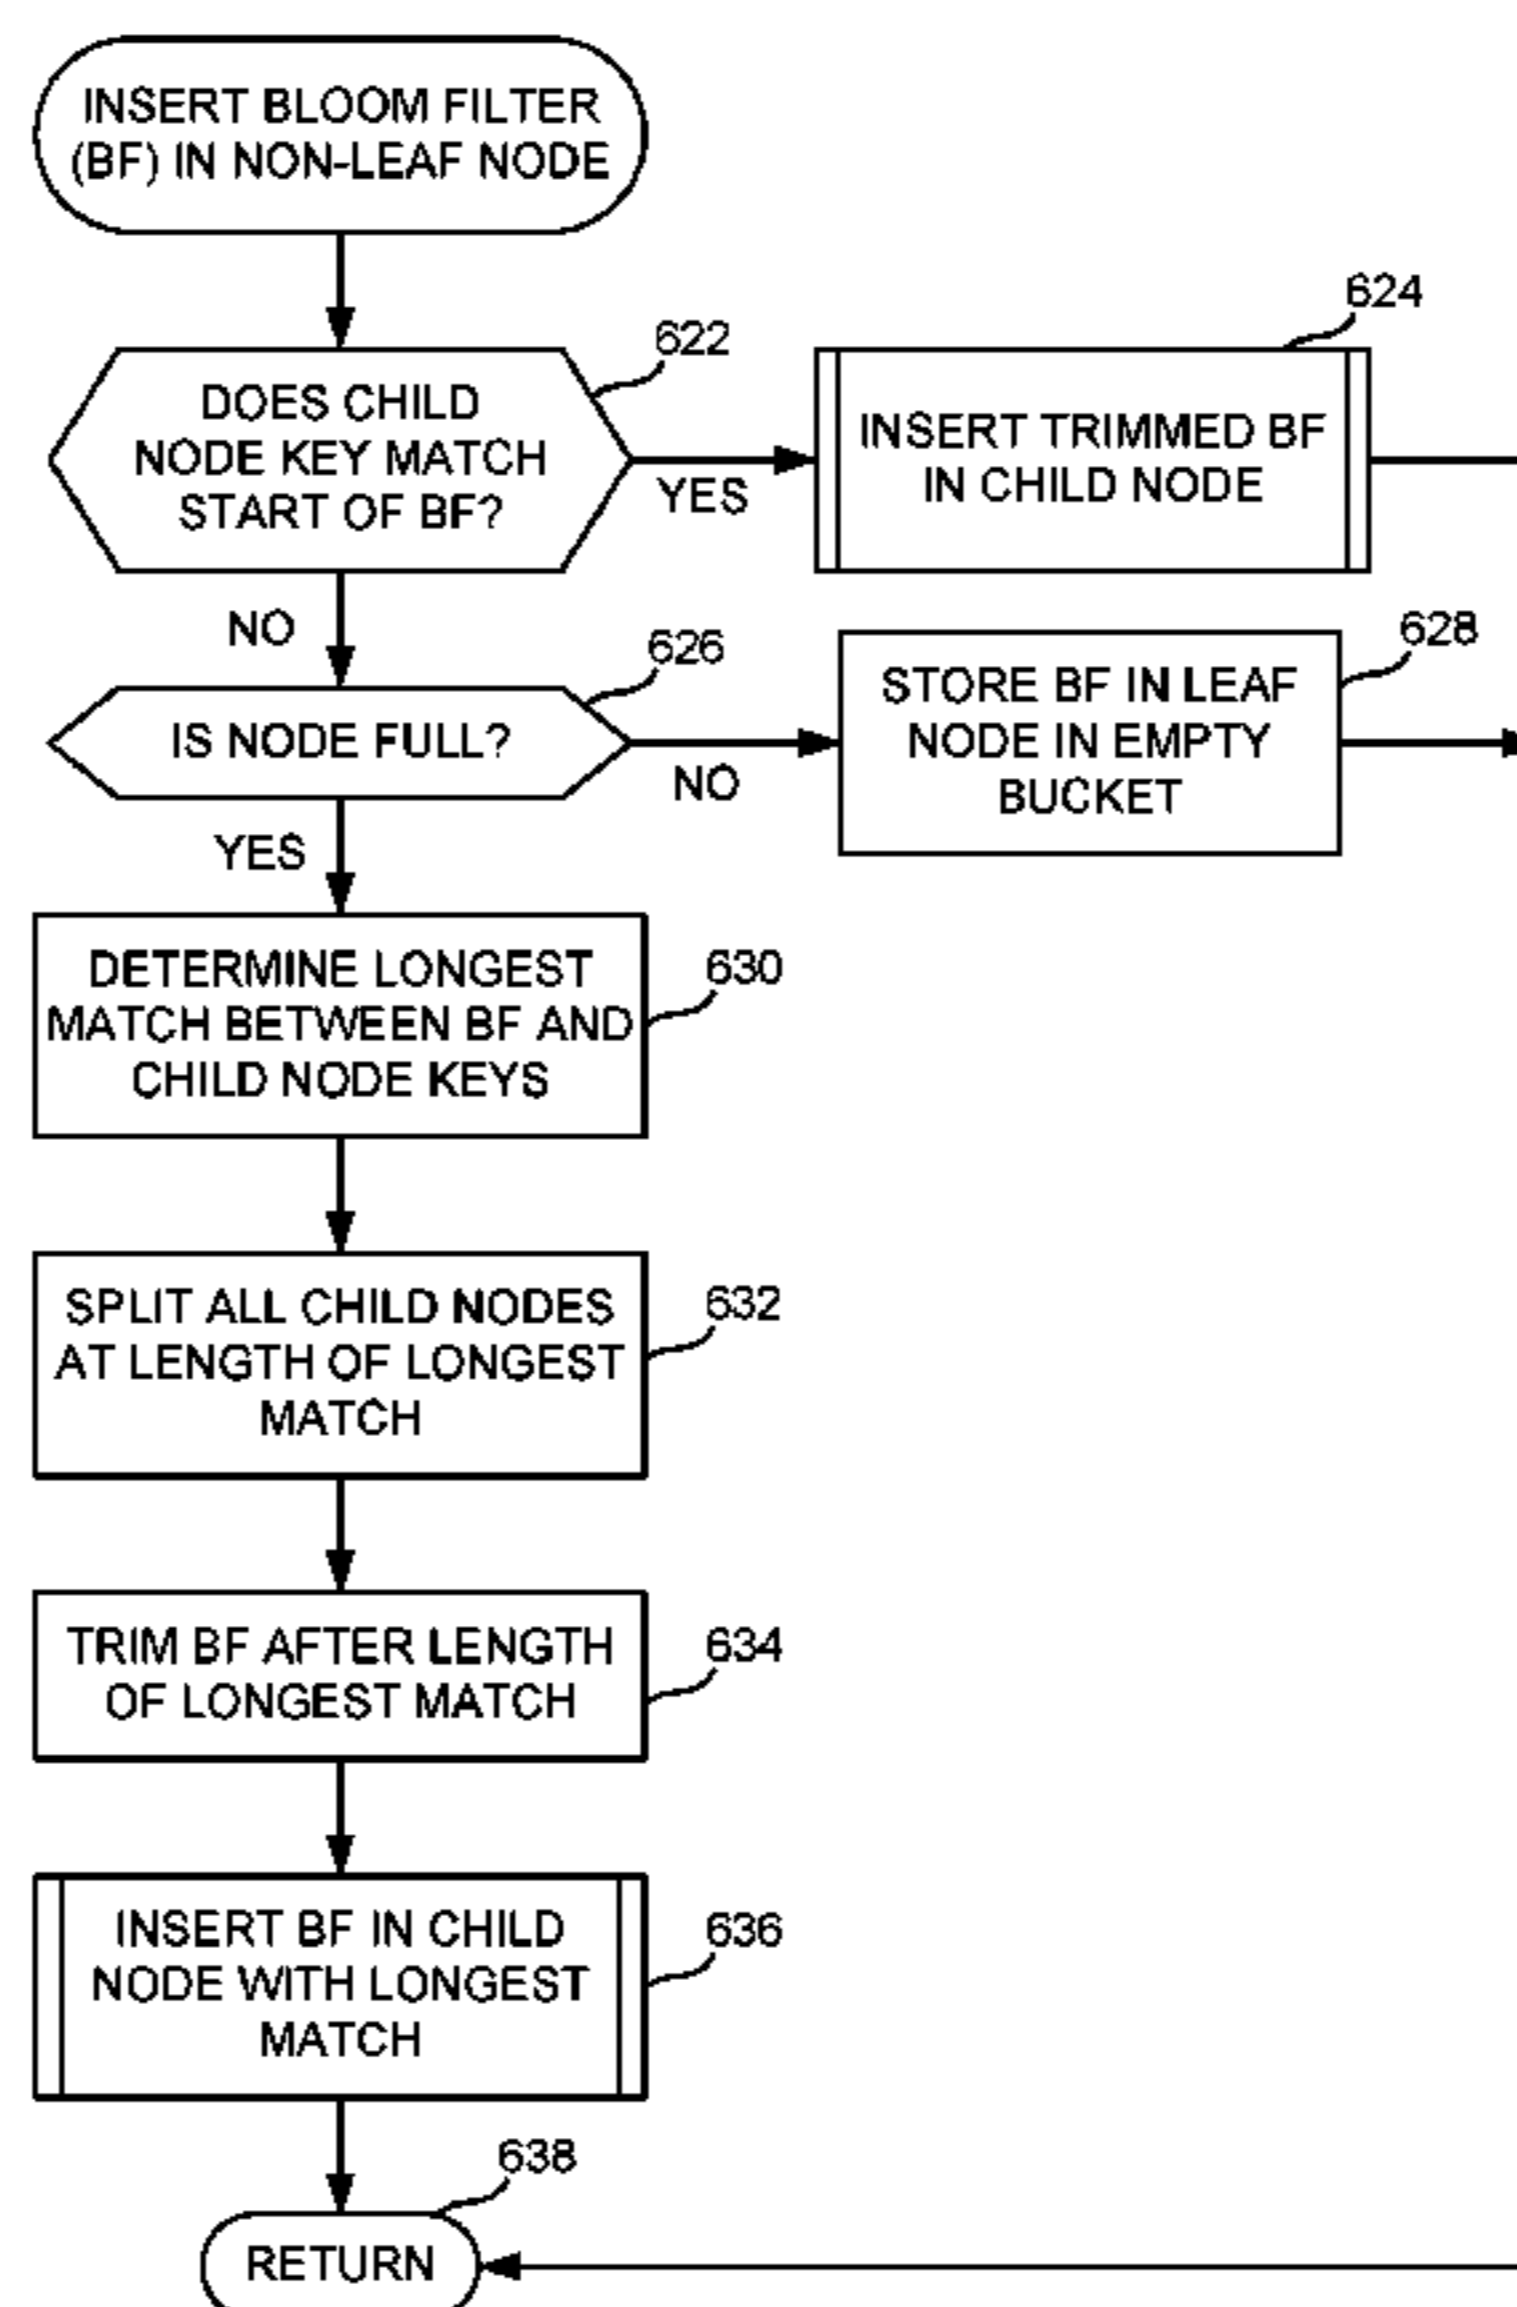 INSERT BLOOM FILTER
(BF) IN NON-LEAF NODE
622
DOES CHILD
NODE KEY MATCH
START OF BF?
YES
624
INSERT TRIMMED BF
IN CHILD NODE
NO
626
IS NODE FULL?
NO
628
STORE BF IN LEAF
NODE IN EMPTY
BUCKET
YES
DETERMINE LONGEST
MATCH BETWEEN BF AND
CHILD NODE KEYS
630
SPLIT ALL CHILD NODES
AT LENGTH OF LONGEST
MATCH
632
TRIM BF AFTER LENGTH
OF LONGEST MATCH
634
INSERT BF IN CHILD
NODE WITH LONGEST
MATCH
636
638
RETURN